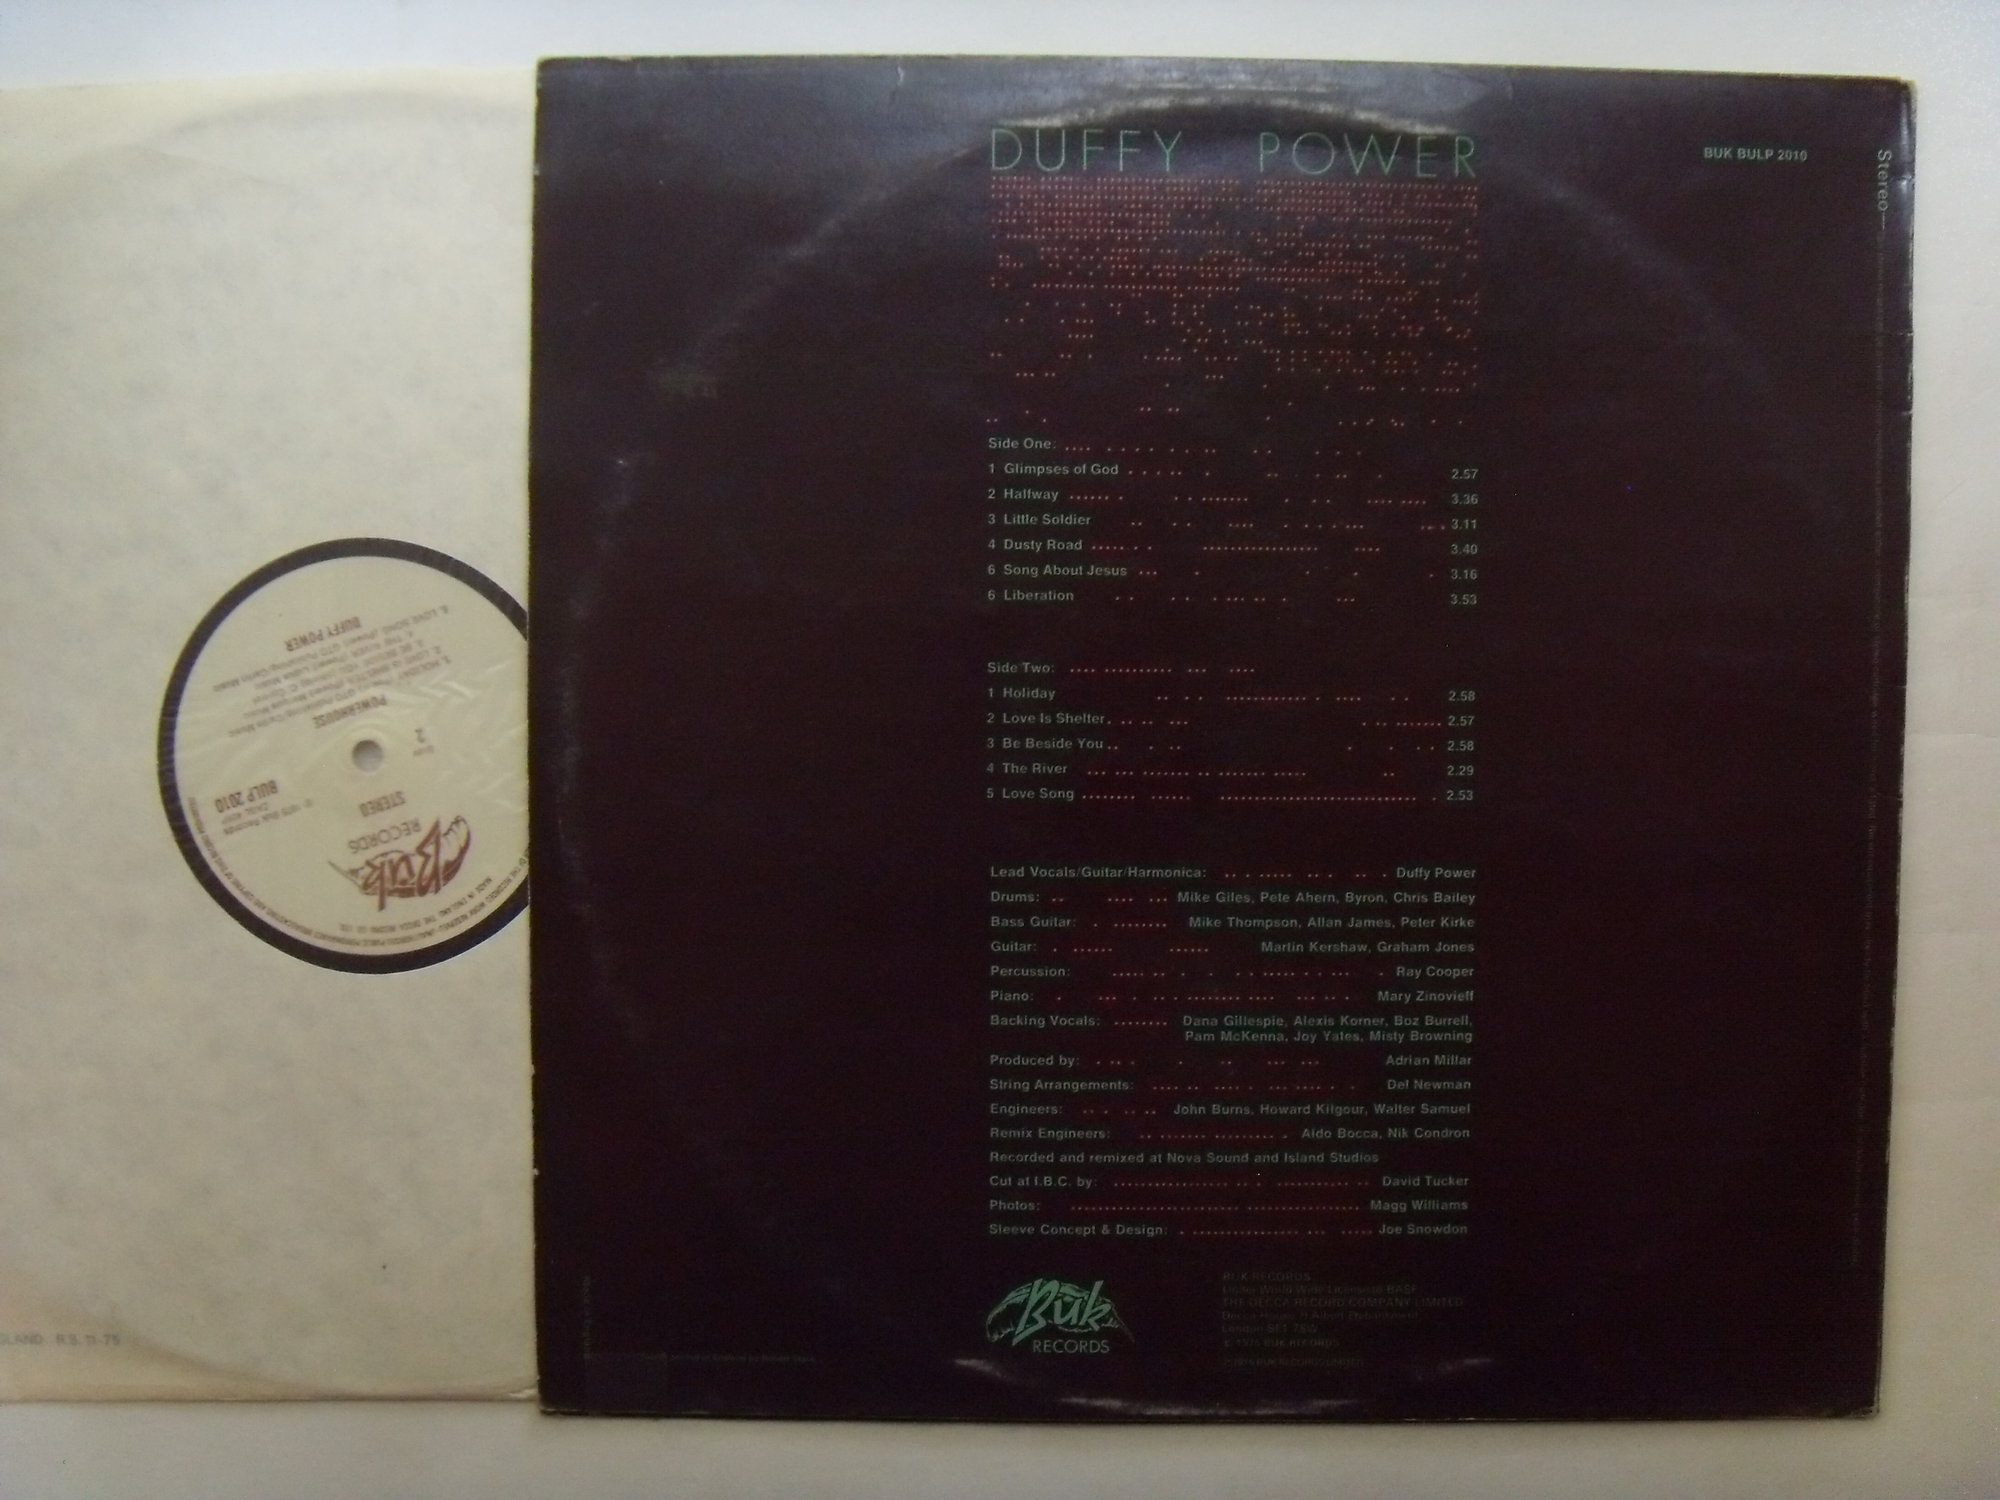 DUFFY POWER
BUK BULP 2010
Stereo
Side One:
1 Glimpses of God 2.57
2 Halfway 3.36
3 Little Soldier 3.11
4 Dusty Road 3.40
6 Song About Jesus 3.16
6 Liberation 3.53
Side Two:
1 Holiday 2.58
2 Love Is Shelter 2.57
3 Be Beside You 2.58
4 The River 2.29
5 Love Song 2.53
Lead Vocals/Guitar/Harmonica: Duffy Power
Drums: Mike Giles, Pete Ahern, Byron, Chris Bailey
Bass Guitar: Mike Thompson, Allan James, Peter Kirke
Guitar: Martin Kershaw, Graham Jones
Percussion: Ray Cooper
Piano: Mary Zinovieff
Backing Vocals: Dana Gillespie, Alexis Korner, Boz Burrell,
Pam McKenna, Joy Yates, Misty Browning
Produced by: Adrian Millar
String Arrangements: Del Newman
Engineers: John Burns, Howard Kilgour, Walter Samuel
Remix Engineers: Aldo Bocca, Nik Condron
Recorded and remixed at Nova Sound and Island Studios
Cut at I.B.C. by: David Tucker
Photos: Magg Williams
Sleeve Concept & Design: Joe Snowdon
Buk
RECORDS
BUK RECORDS
THE DECCA RECORD COMPANY LIMITED
Buk
RECORDS
STEREO
BULP 2010
2
POWERHOUSE
DUFFY POWER
R.S. 11-75